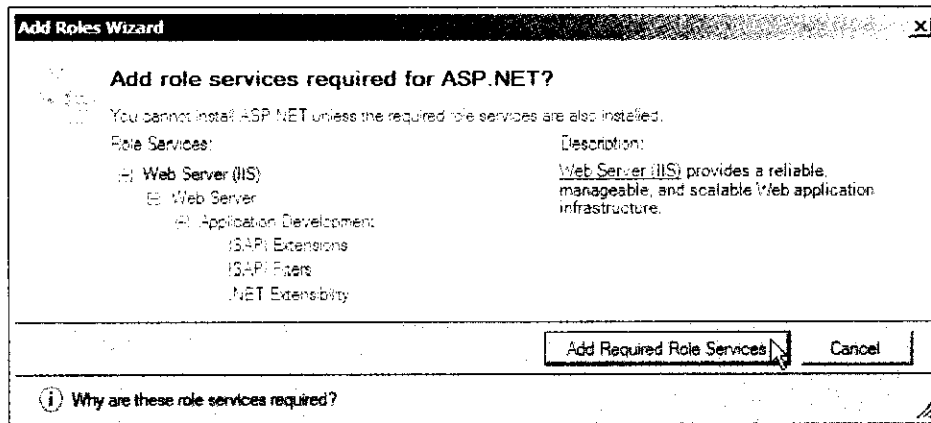 Add Roles Wizard
Add role services required for ASP.NET?
You cannot install ASP.NET unless the required role services are also installed.
Role Services:
Web Server (IIS)
Web Server
Application Development
ISAPI Extensions
ISAPI Filters
.NET Extensibility
Description:
Web Server (IIS) provides a reliable,
manageable, and scalable Web application
infrastructure.
Add Required Role Services
Cancel
Why are these role services required?